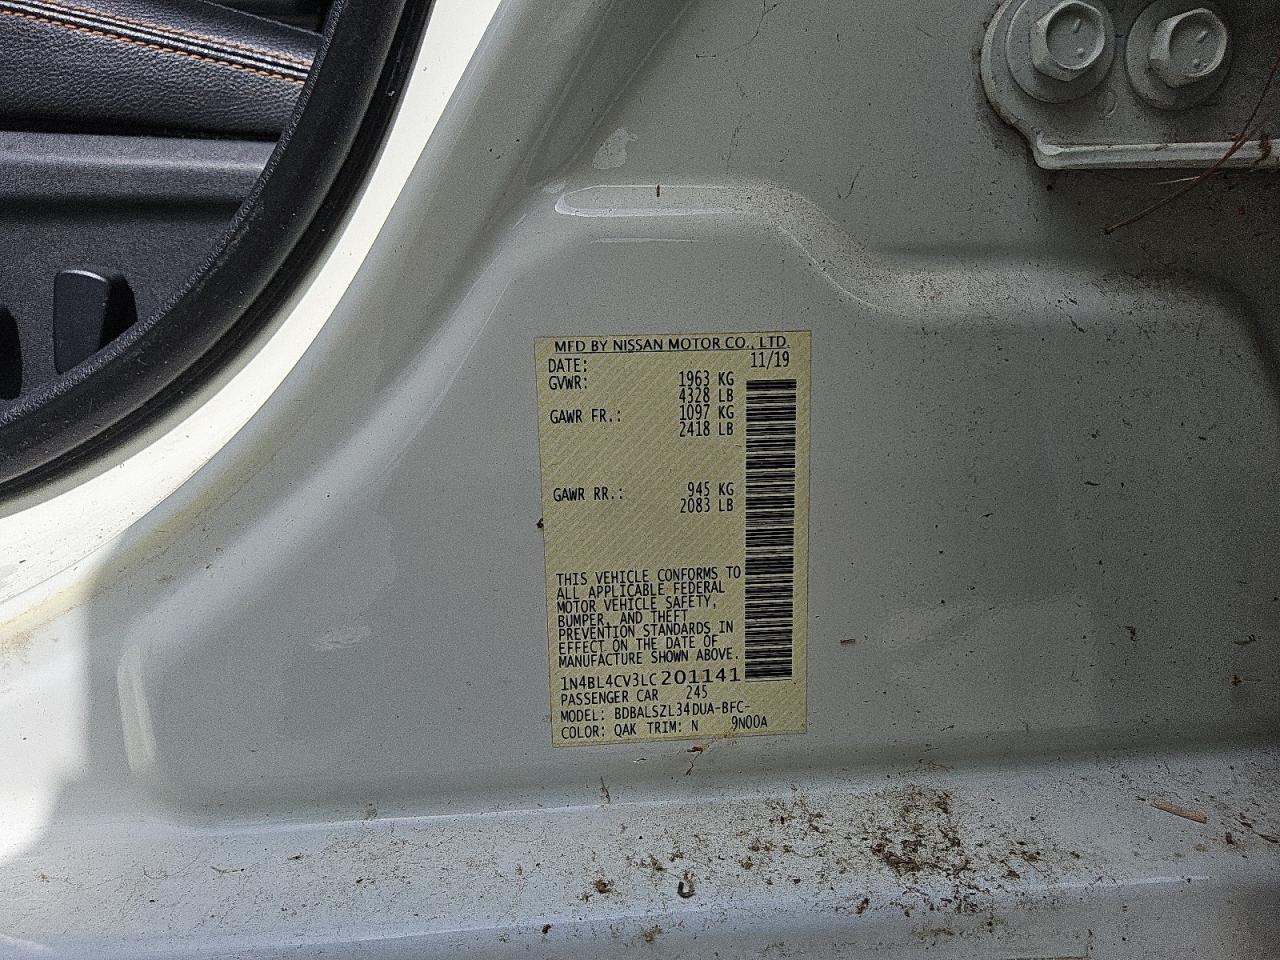 MFD BY NISSAN MOTOR CO., LTD.
DATE: 11/19
GVWR: 1963 KG
4328 LB
GAWR FR.: 1097 KG
2418 LB
GAWR RR.: 945 KG
2083 LB
THIS VEHICLE CONFORMS TO
ALL APPLICABLE FEDERAL
MOTOR VEHICLE SAFETY,
BUMPER, AND THEFT
PREVENTION STANDARDS IN
EFFECT ON THE DATE OF
MANUFACTURE SHOWN ABOVE.
1N4BL4CV3LC201141
PASSENGER CAR 245
MODEL: BDBALSZL34DUA-BFC-
COLOR: QAK TRIM: N 9N00A